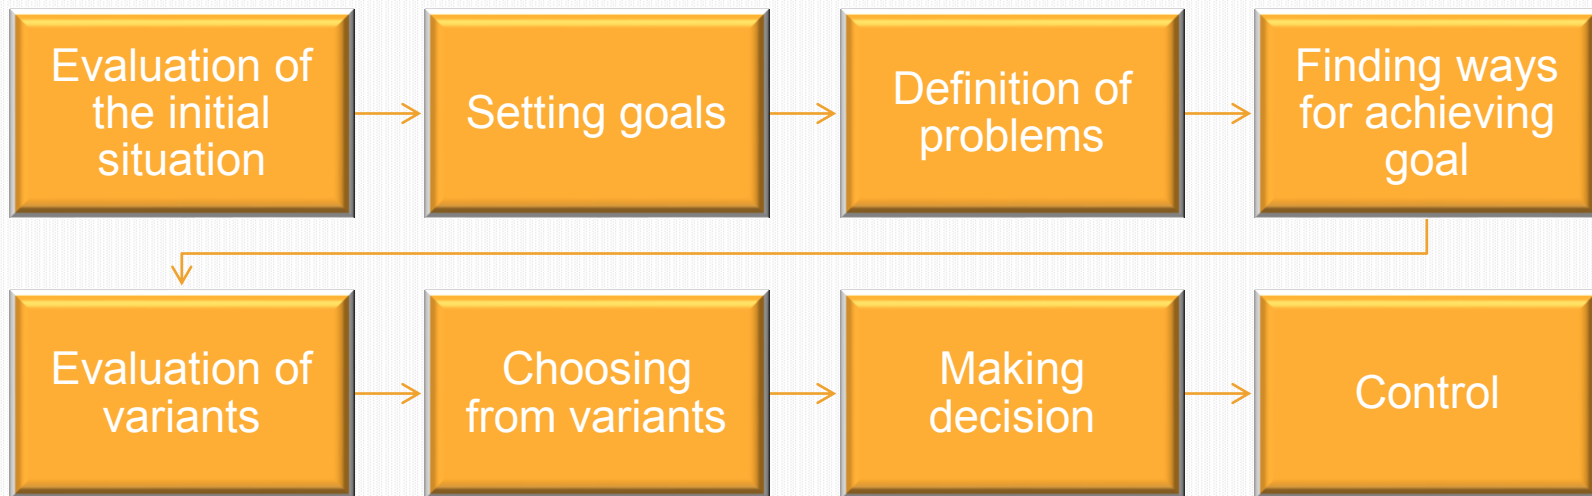 Evaluation of
the initial
situation
Setting goals
Definition of
problems
Finding ways
for achieving
goal
Evaluation of
variants
Choosing
from variants
Making
decision
Control